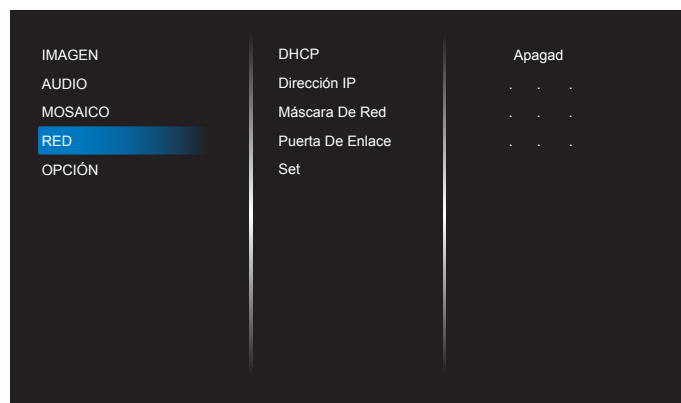 IMAGEN
AUDIO
MOSAICO
RED
OPCIÓN
DHCP Apagad
Dirección IP . . .
Máscara De Red . . .
Puerta De Enlace . . .
Set